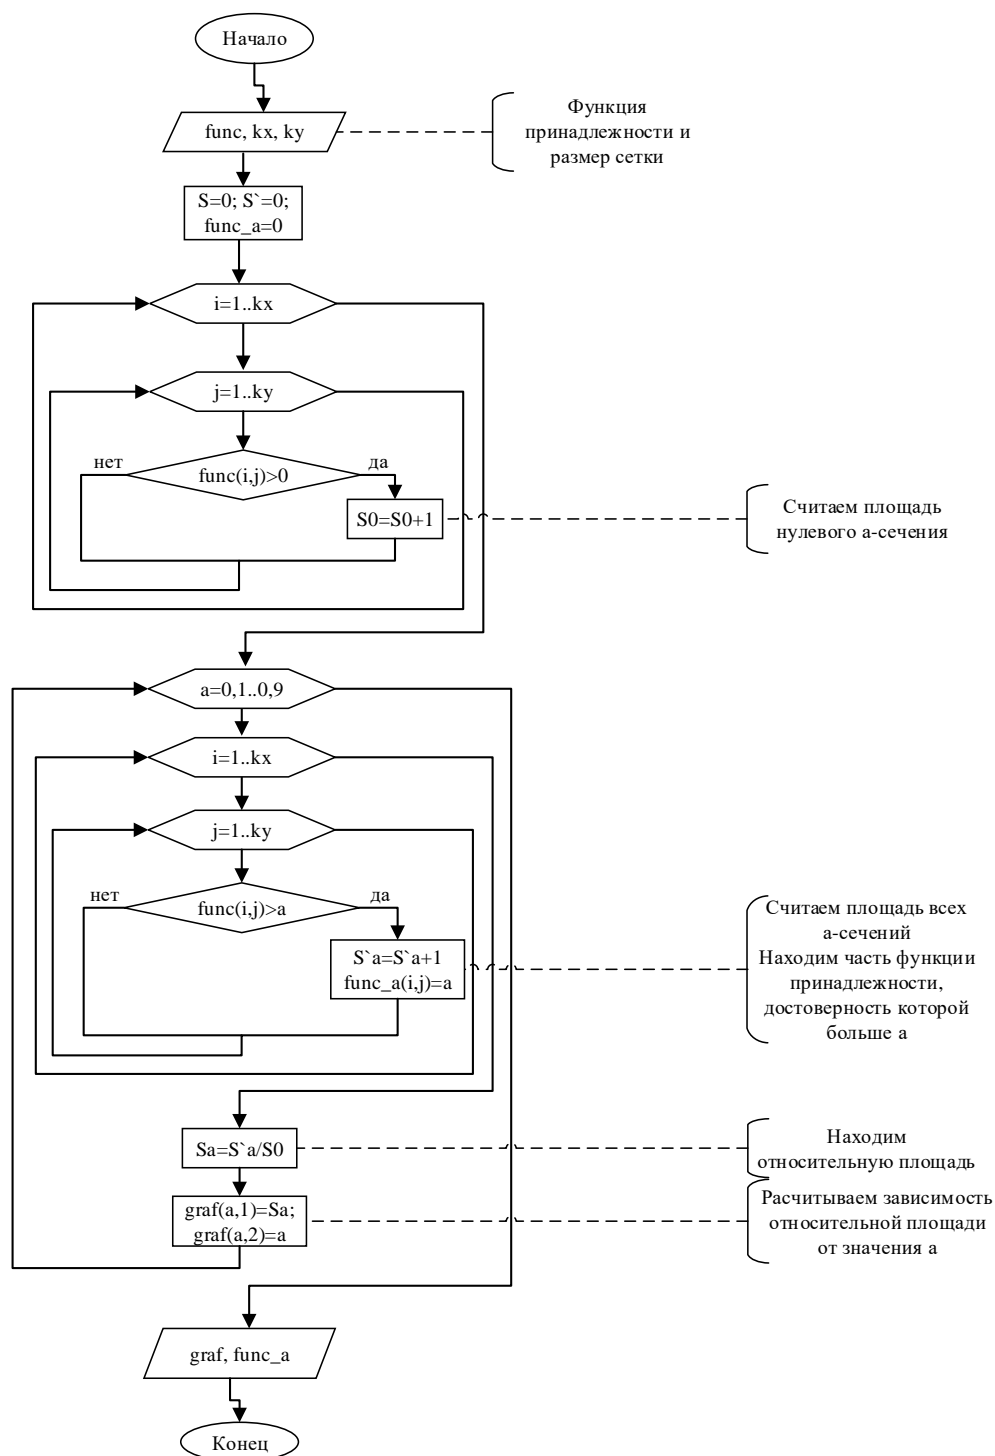 Начало
func, kx, ky
Функция
принадлежности и
размер сетки
S=0; S`=0;
func_a=0
i=1..kx
j=1..ky
нет
func(i,j)>0
да
S0=S0+1
Считаем площадь
нулевого а-сечения
a=0,1..0,9
i=1..kx
j=1..ky
нет
func(i,j)>a
да
S`a=S`a+1
func_a(i,j)=a
Считаем площадь всех
а-сечений
Находим часть функции
принадлежности,
достоверность которой
больше а
Sa=S`a/S0
Находим
относительную площадь
graf(a,1)=Sa;
graf(a,2)=a
Расчитываем зависимость
относительной площади
от значения а
graf, func_a
Конец